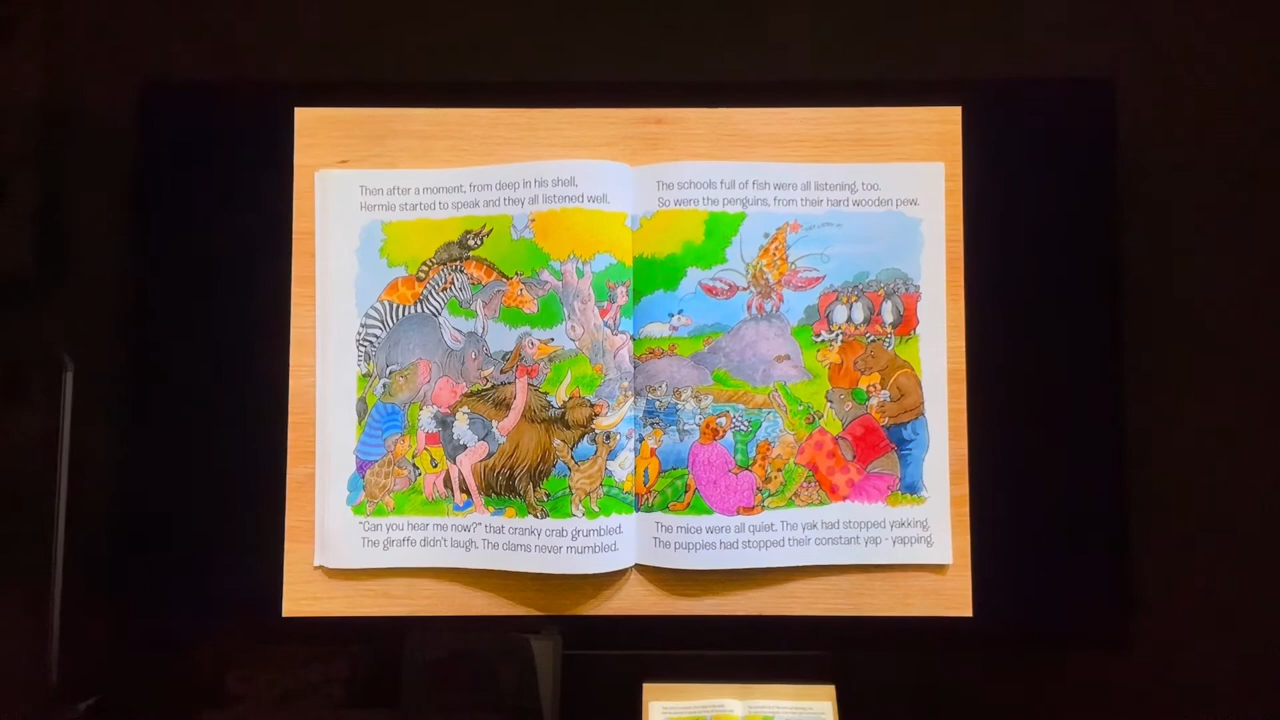 Then after a moment, from deep in his shell,
Hermie started to speak and they all listened well.
"Can you hear me now?" that cranky crab grumbled.
The giraffe didn't laugh. The clams never mumbled.
The schools full of fish were all listening, too.
So were the penguins, from their hard wooden pew.
The mice were all quiet. The yak had stopped yakking.
The puppies had stopped their constant yap - yapping.